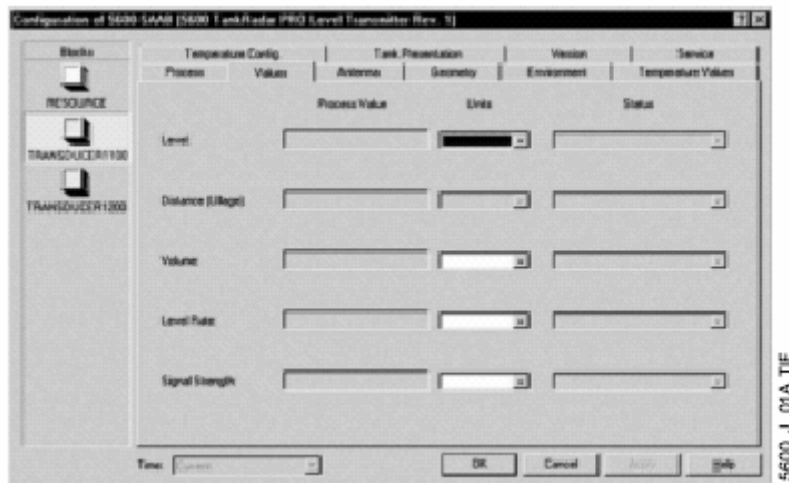 Configuration of 5600-SAAB (5600 TankRadar PRO Level Transmitter Rev. 1)
Blocks
RESOURCE
TRANSDUCER1100
TRANSDUCER1200
Temperature Config. Tank Presentation Version Service
Process Values Antenna Geometry Environment Temperature Values
Process Value Units Status
Level
Distance (Ullage)
Volume
Level Rate
Signal Strength
Time: Current
OK Cancel Apply Help
5600_J_01A.TIF